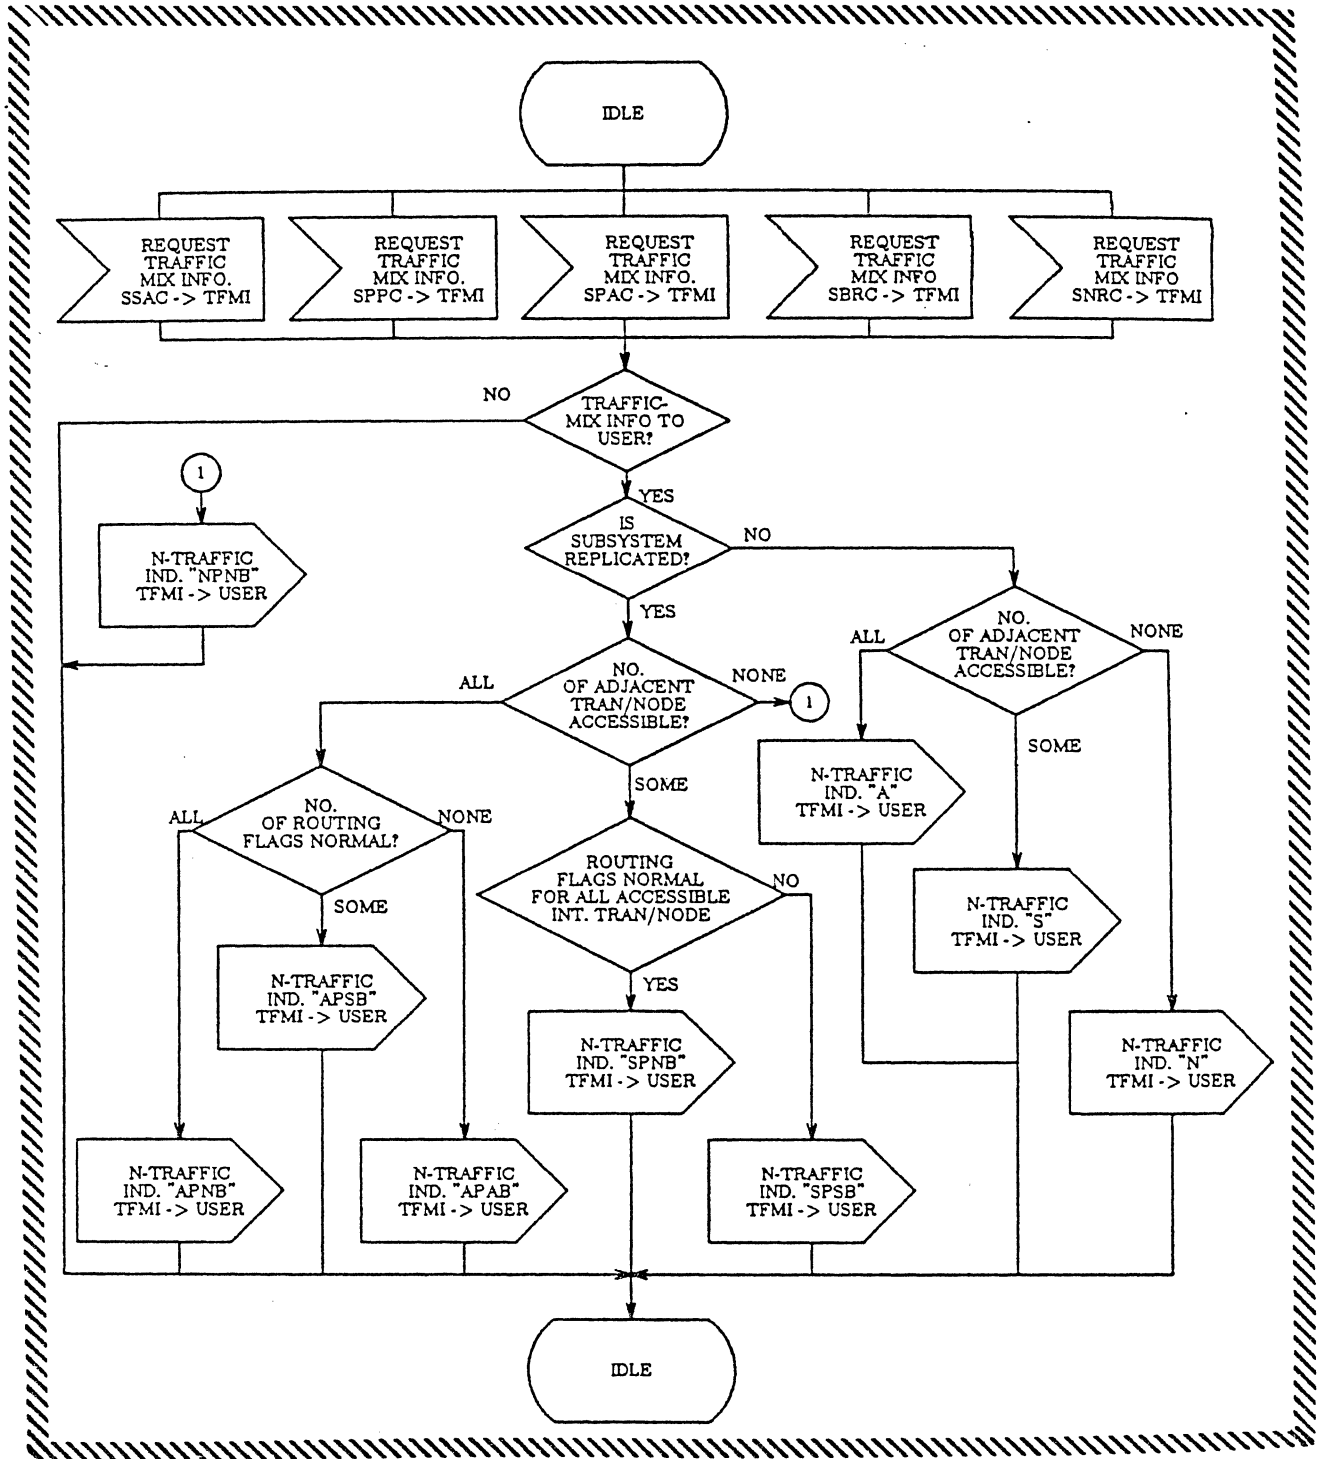 IDLE
REQUEST
TRAFFIC
MIX INFO.
SSAC -> TFMI
REQUEST
TRAFFIC
MIX INFO.
SPPC -> TFMI
REQUEST
TRAFFIC
MIX INFO.
SPAC -> TFMI
REQUEST
TRAFFIC
MIX INFO
SBRC -> TFMI
REQUEST
TRAFFIC
MIX INFO
SNRC -> TFMI
NO
TRAFFIC-
MIX INFO TO
USER?
YES
1
N-TRAFFIC
IND. "NPNB"
TFMI -> USER
IS
SUBSYSTEM
REPLICATED?
NO
YES
NO.
OF ADJACENT
TRAN/NODE
ACCESSIBLE?
ALL
NONE
1
SOME
NO.
OF ADJACENT
TRAN/NODE
ACCESSIBLE?
ALL
NONE
SOME
N-TRAFFIC
IND. "A"
TFMI -> USER
NO.
OF ROUTING
FLAGS NORMAL?
ALL
NONE
SOME
ROUTING
FLAGS NORMAL
FOR ALL ACCESSIBLE
INT. TRAN/NODE
NO
YES
N-TRAFFIC
IND. "S"
TFMI -> USER
N-TRAFFIC
IND. "APSB"
TFMI -> USER
N-TRAFFIC
IND. "SPNB"
TFMI -> USER
N-TRAFFIC
IND. "N"
TFMI -> USER
N-TRAFFIC
IND. "APNB"
TFMI -> USER
N-TRAFFIC
IND. "APAB"
TFMI -> USER
N-TRAFFIC
IND. "SPSB"
TFMI -> USER
IDLE